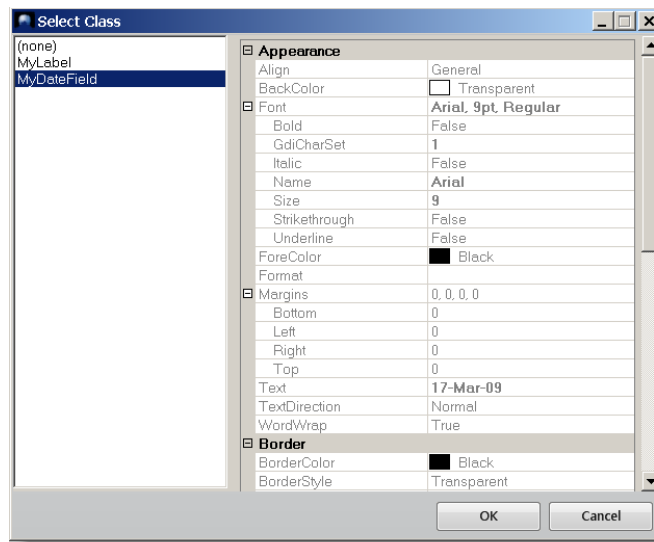 Select Class
(none)
MyLabel
MyDateField
Appearance
Align General
BackColor Transparent
Font Arial, 9pt, Regular
Bold False
GdiCharSet 1
Italic False
Name Arial
Size 9
Strikethrough False
Underline False
ForeColor Black
Format
Margins 0, 0, 0, 0
Bottom 0
Left 0
Right 0
Top 0
Text 17-Mar-09
TextDirection Normal
WordWrap True
Border
BorderColor Black
BorderStyle Transparent
OK Cancel